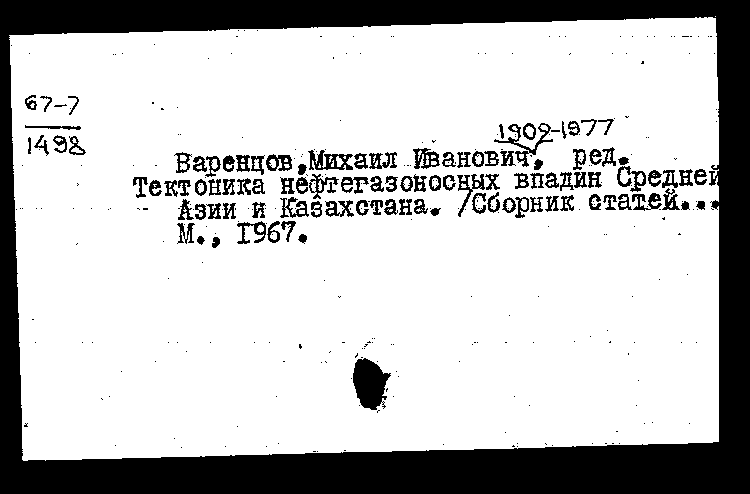 67-7
1498
1902-1977
Варенцов,Михаил Иванович, ред.
Тектоника нефтегазоносных впадин Средней
Азии и Казахстана. /Сборник статей...
М., 1967.